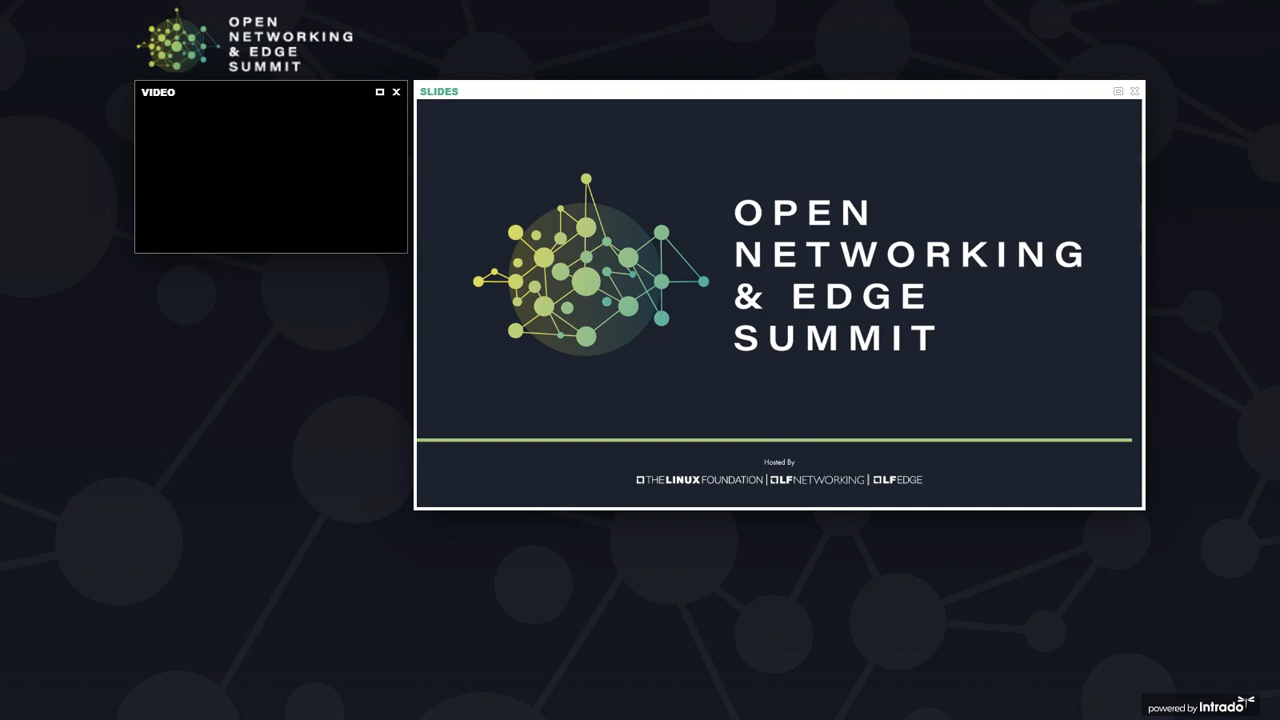 OPEN
NETWORKING
& EDGE
SUMMIT
VIDEO
SLIDES
OPEN
NETWORKING
& EDGE
SUMMIT
Hosted By
THE LINUX FOUNDATION | LF NETWORKING | LF EDGE
powered by Intrado